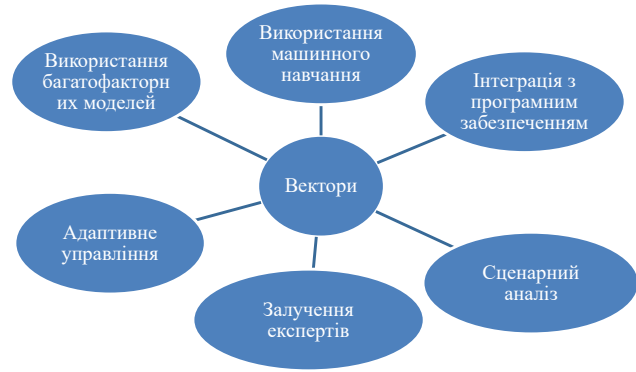 Використання
машинного
навчання
Використання
багатофакторн
их моделей
Інтеграція з
програмним
забезпеченням
Вектори
Адаптивне
управління
Сценарний
аналіз
Залучення
експертів